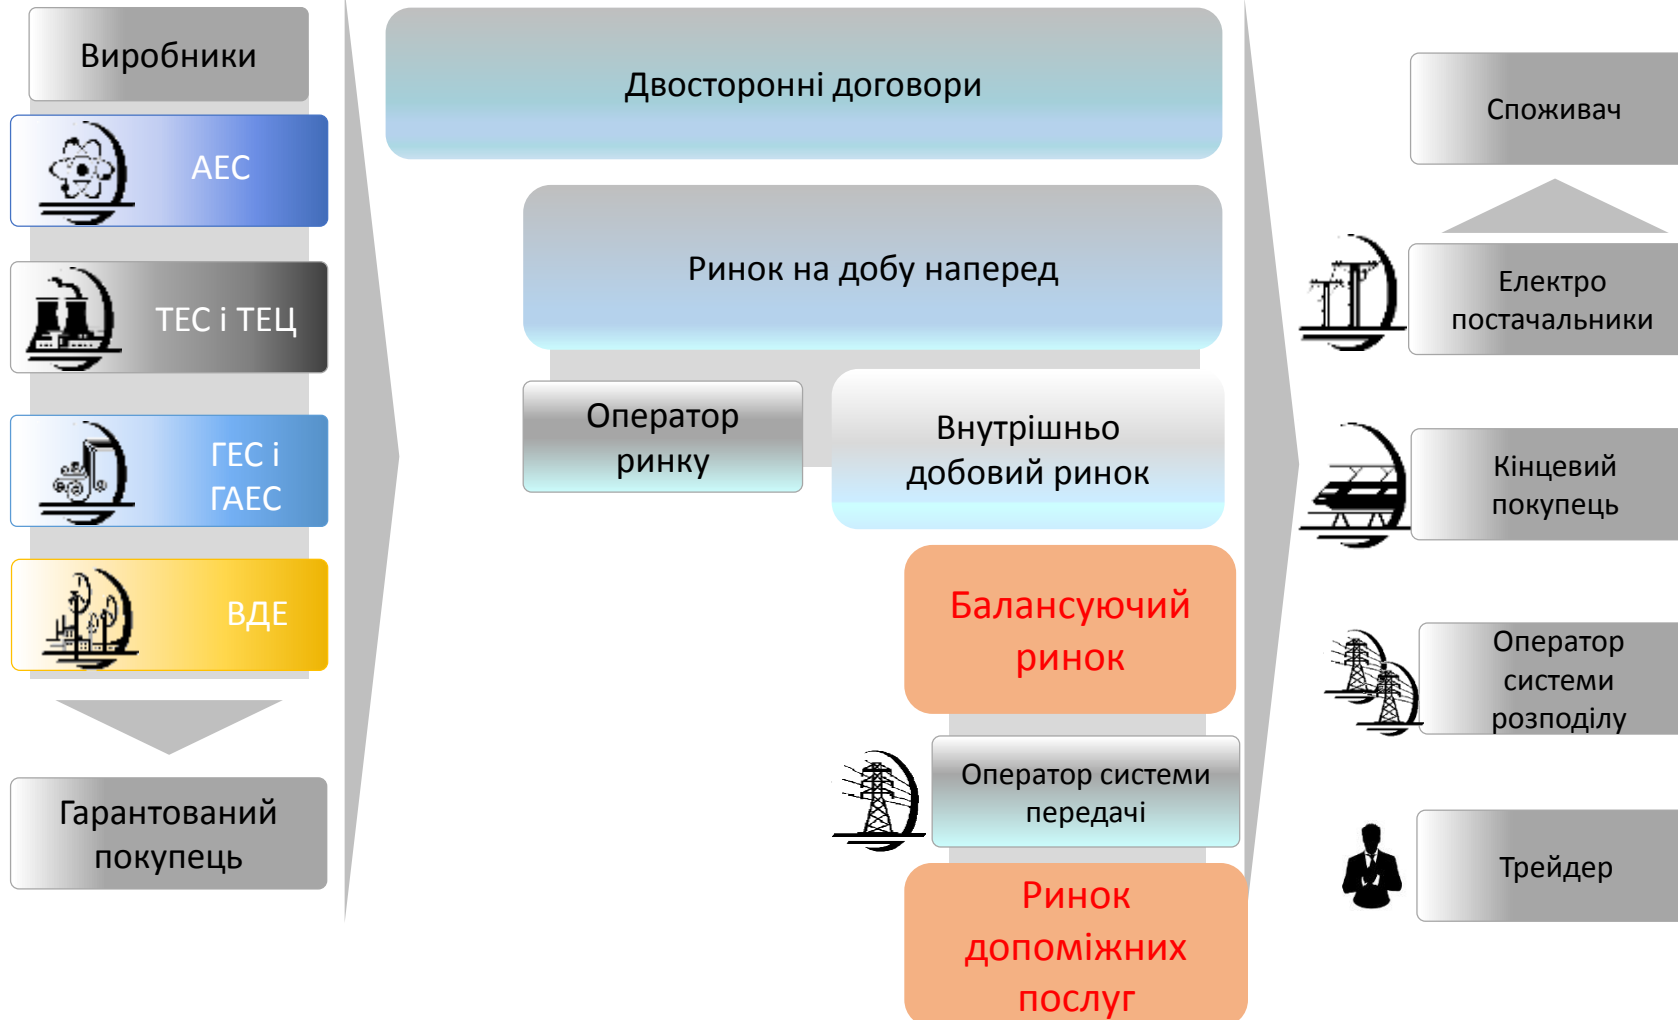 Виробники
АЕС
ТЕС і ТЕЦ
ГЕС і
ГАЕС
ВДЕ
Гарантований
покупець
Двосторонні договори
Ринок на добу наперед
Оператор
ринку
Внутрішньо
добовий ринок
Балансуючий
ринок
Оператор системи
передачі
Ринок
допоміжних
послуг
Споживач
Електро
постачальники
Кінцевий
покупець
Оператор
системи
розподілу
Трейдер